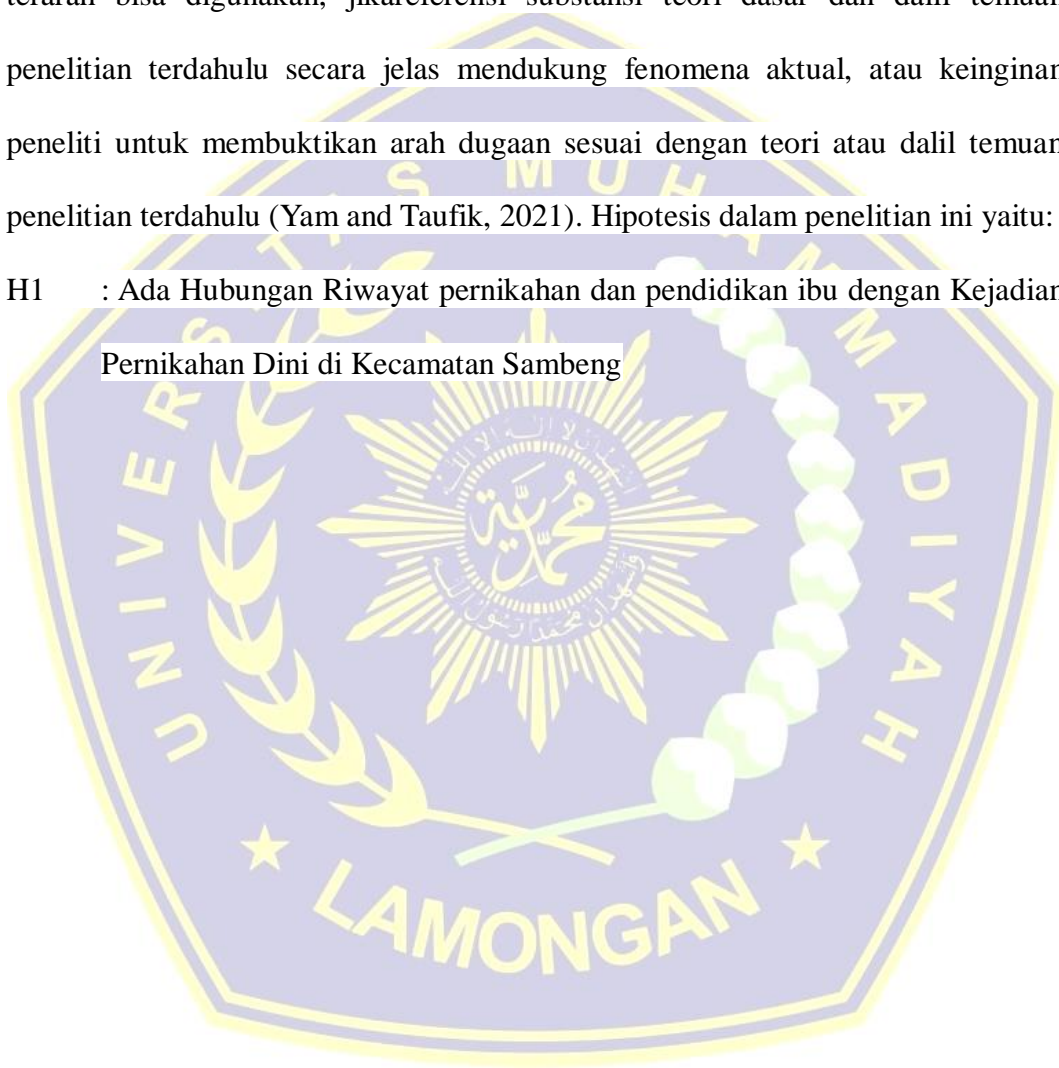 terarah bisa digunakan, jikareferensi substansi teori dasar dan dalil temuan
penelitian terdahulu secara jelas mendukung fenomena aktual, atau keinginan
peneliti untuk membuktikan arah dugaan sesuai dengan teori atau dalil temuan
penelitian terdahulu (Yam and Taufik, 2021). Hipotesis dalam penelitian ini yaitu:
H1 : Ada Hubungan Riwayat pernikahan dan pendidikan ibu dengan Kejadian
Pernikahan Dini di Kecamatan Sambeng
UNIVERSITAS MUHAMMADIYAH
LAMONGAN
محمدية